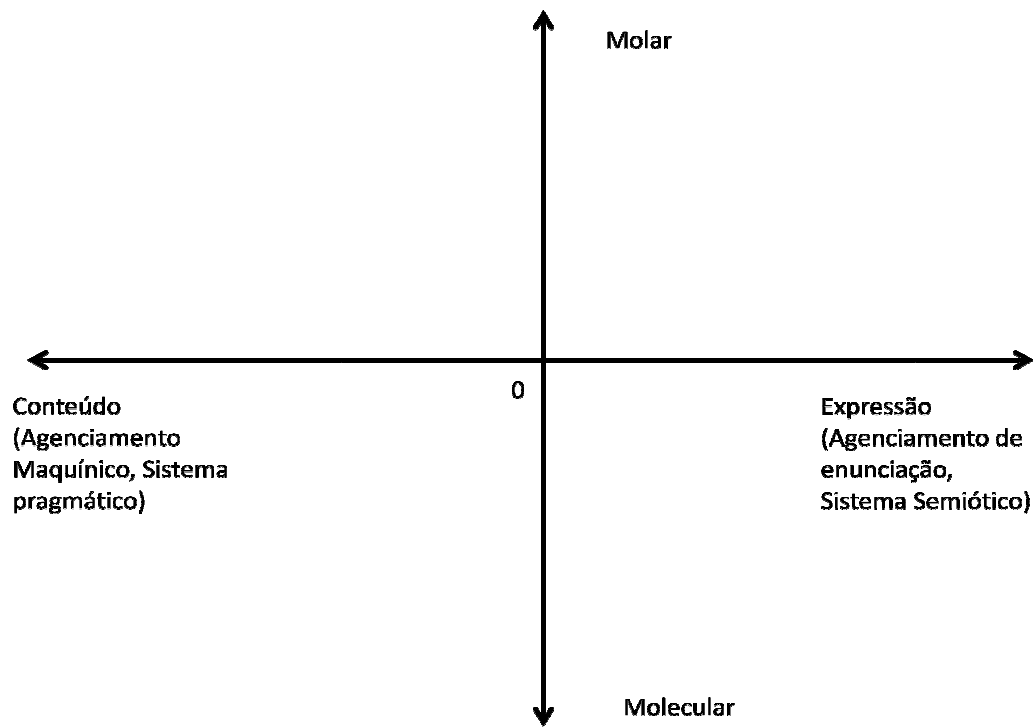 Molar
0
Conteúdo
(Agenciamento
Maquínico, Sistema
pragmático)
Expressão
(Agenciamento de
enunciação,
Sistema Semiótico)
Molecular